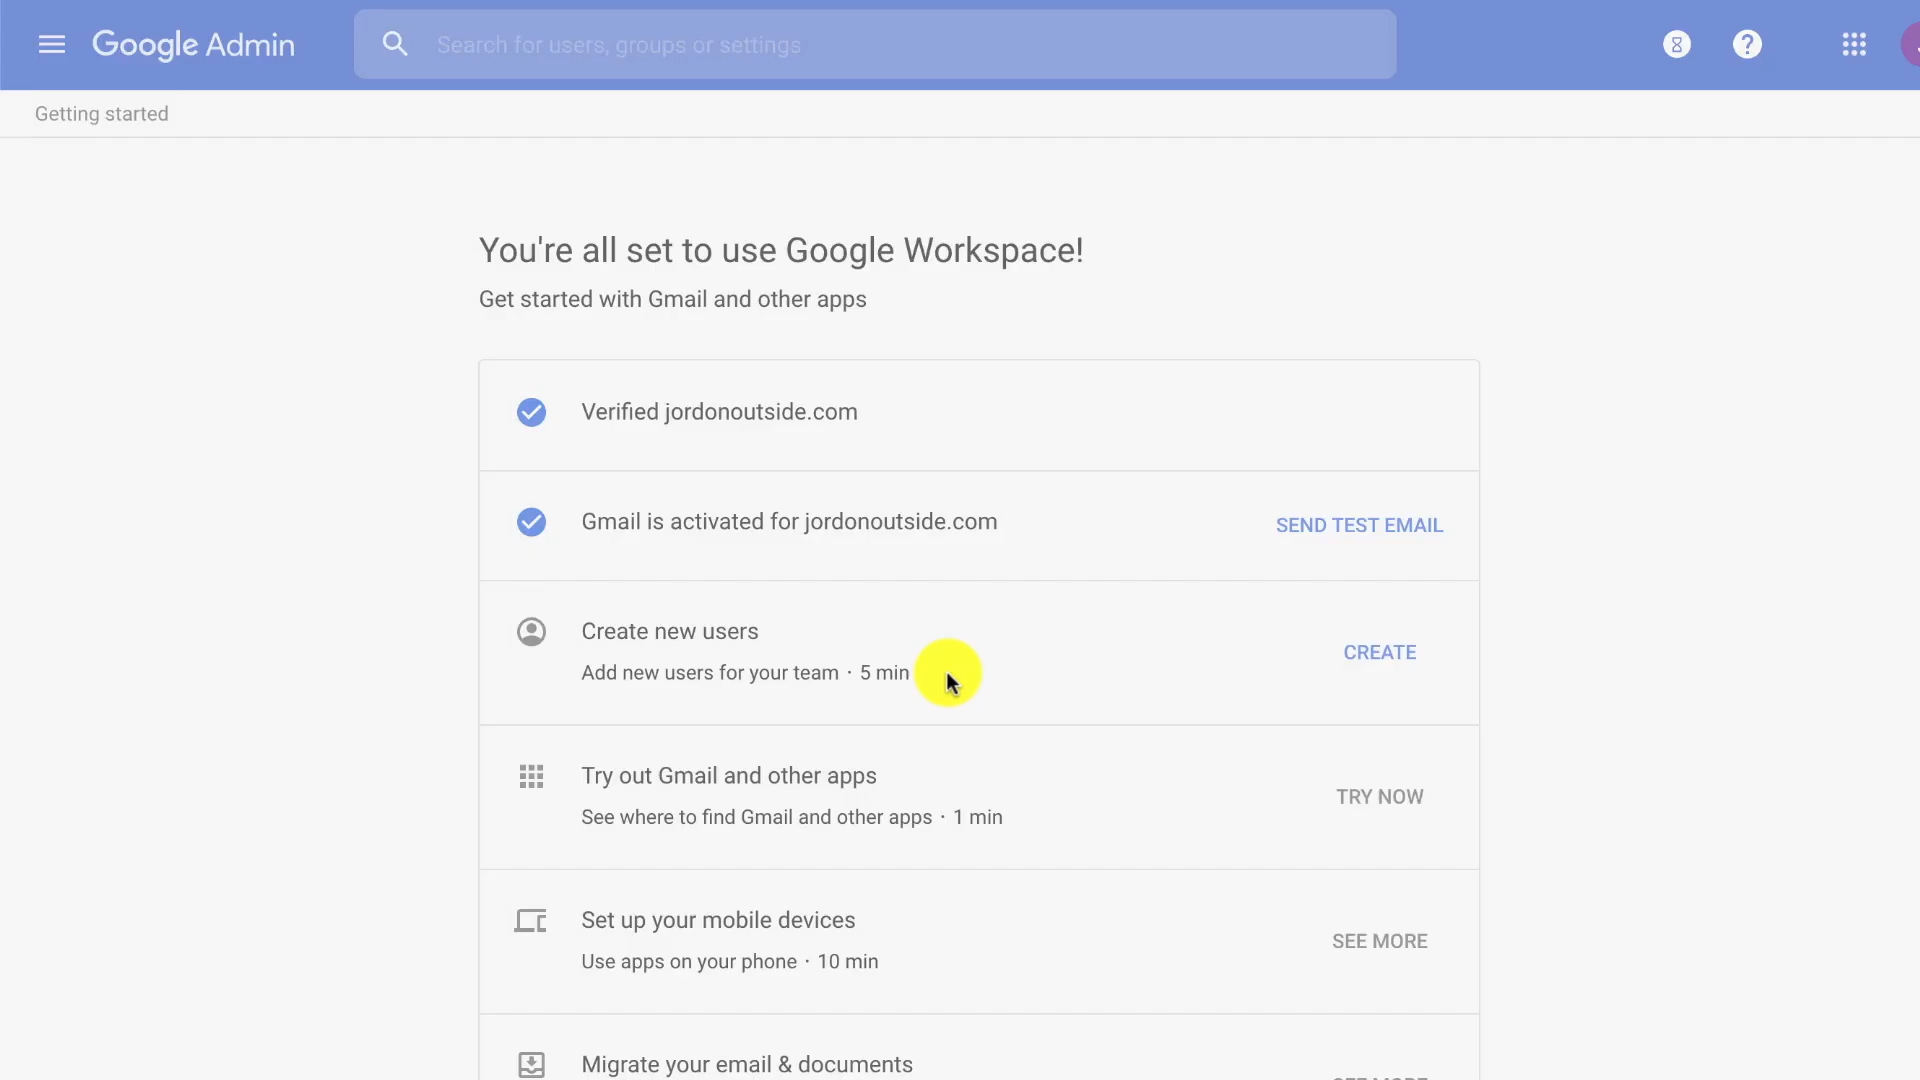 Google Admin
Search for users, groups or settings
Getting started
You're all set to use Google Workspace!
Get started with Gmail and other apps
Verified jordonoutside.com
Gmail is activated for jordonoutside.com
SEND TEST EMAIL
Create new users
Add new users for your team · 5 min
CREATE
Try out Gmail and other apps
See where to find Gmail and other apps · 1 min
TRY NOW
Set up your mobile devices
Use apps on your phone · 10 min
SEE MORE
Migrate your email & documents
SEE MORE